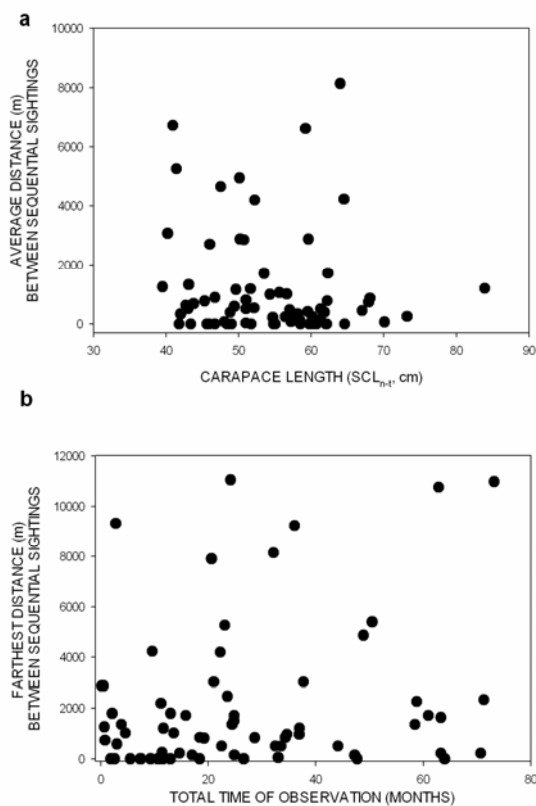 a
10000
8000
6000
4000
2000
0
AVERAGE DISTANCE (m)
BETWEEN SEQUENTIAL SIGHTINGS
30 40 50 60 70 80 90
CARAPACE LENGTH (SCLn-t, cm)
b
12000
10000
8000
6000
4000
2000
0
FARTHEST DISTANCE (m)
BETWEEN SEQUENTIAL SIGHTINGS
0 20 40 60 80
TOTAL TIME OF OBSERVATION (MONTHS)